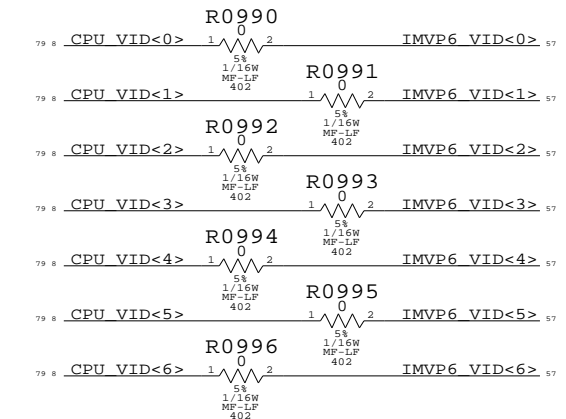 R0990
0
79 8 CPU_VID<0> 1 2 IMVP6_VID<0> 57
5%
1/16W
MF-LF
402
R0991
0
79 8 CPU_VID<1> 1 2 IMVP6_VID<1> 57
5%
1/16W
MF-LF
402
R0992
0
79 8 CPU_VID<2> 1 2 IMVP6_VID<2> 57
5%
1/16W
MF-LF
402
R0993
0
79 8 CPU_VID<3> 1 2 IMVP6_VID<3> 57
5%
1/16W
MF-LF
402
R0994
0
79 8 CPU_VID<4> 1 2 IMVP6_VID<4> 57
5%
1/16W
MF-LF
402
R0995
0
79 8 CPU_VID<5> 1 2 IMVP6_VID<5> 57
5%
1/16W
MF-LF
402
R0996
0
79 8 CPU_VID<6> 1 2 IMVP6_VID<6> 57
5%
1/16W
MF-LF
402